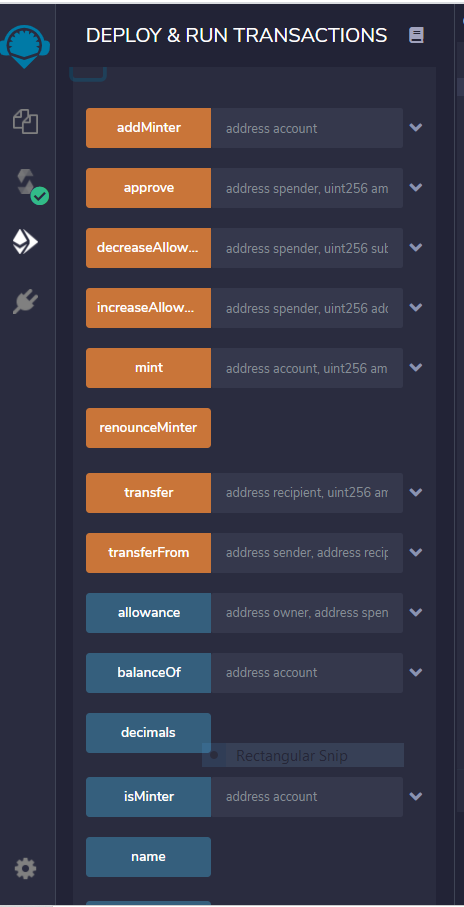 DEPLOY & RUN TRANSACTIONS
addMinter address account
approve address spender, uint256 am
decreaseAllow... address spender, uint256 sub
increaseAllow... address spender, uint256 add
mint address account, uint256 am
renounceMinter
transfer address recipient, uint256 am
transferFrom address sender, address recip
allowance address owner, address spen
balanceOf address account
decimals
Rectangular Snip
isMinter address account
name